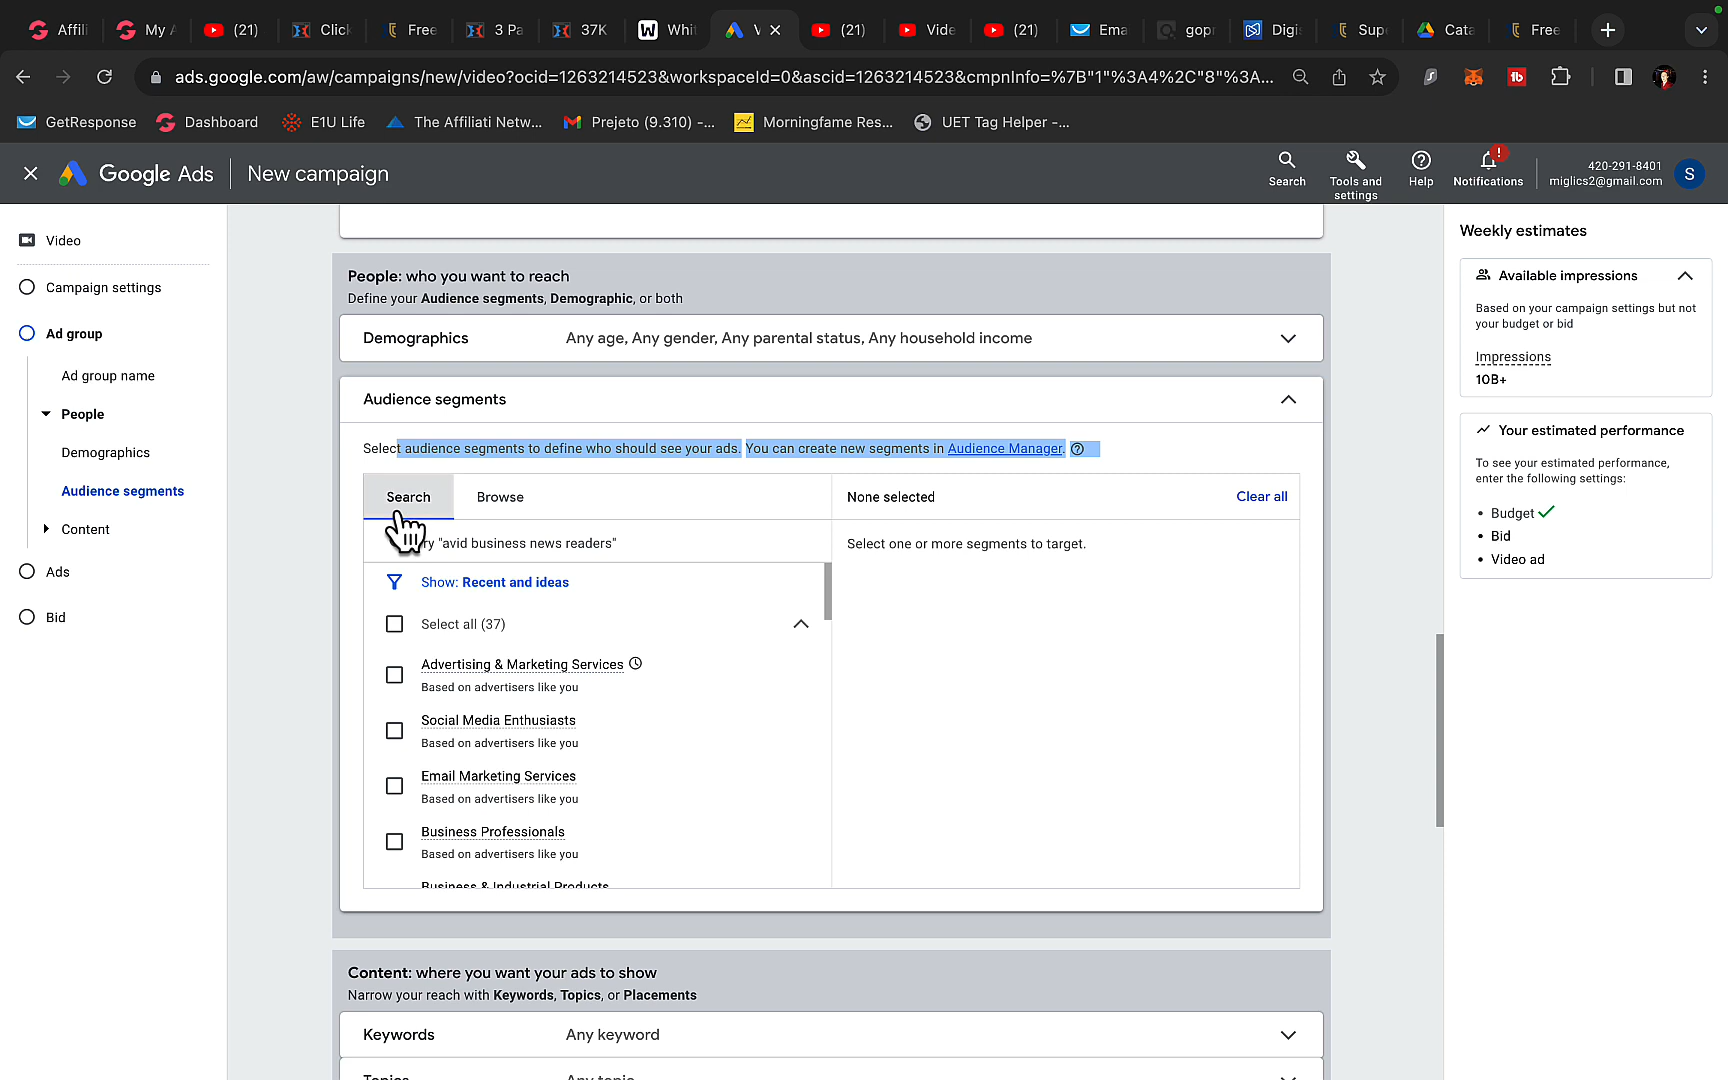 Affili
My A
(21)
Click
Free
3 Pa
37K
Whit
V
(21)
Vide
(21)
Ema
gopr
Digis
Sup
Cata
Free
ads.google.com/aw/campaigns/new/video?ocid=1263214523&workspaceId=0&ascid=1263214523&cmpnInfo=%7B"1"%3A4%2C"8"%3A...
GetResponse
Dashboard
E1U Life
The Affiliati Netw...
Prejeto (9.310) -...
Morningfame Res...
UET Tag Helper -...
Google Ads
New campaign
Search
Tools and
settings
Help
Notifications
420-291-8401
miglics2@gmail.com
S
Video
Campaign settings
Ad group
Ad group name
People
Demographics
Audience segments
Content
Ads
Bid
People: who you want to reach
Define your Audience segments, Demographic, or both
Demographics
Any age, Any gender, Any parental status, Any household income
Audience segments
Select audience segments to define who should see your ads. You can create new segments in Audience Manager.
Search
Browse
"avid business news readers"
Show: Recent and ideas
Select all (37)
Advertising & Marketing Services
Based on advertisers like you
Social Media Enthusiasts
Based on advertisers like you
Email Marketing Services
Based on advertisers like you
Business Professionals
Based on advertisers like you
Business & Industrial Products
None selected
Clear all
Select one or more segments to target.
Content: where you want your ads to show
Narrow your reach with Keywords, Topics, or Placements
Keywords
Any keyword
Topics
Any topic
Weekly estimates
Available impressions
Based on your campaign settings but not
your budget or bid
Impressions
10B+
Your estimated performance
To see your estimated performance,
enter the following settings:
• Budget
• Bid
• Video ad